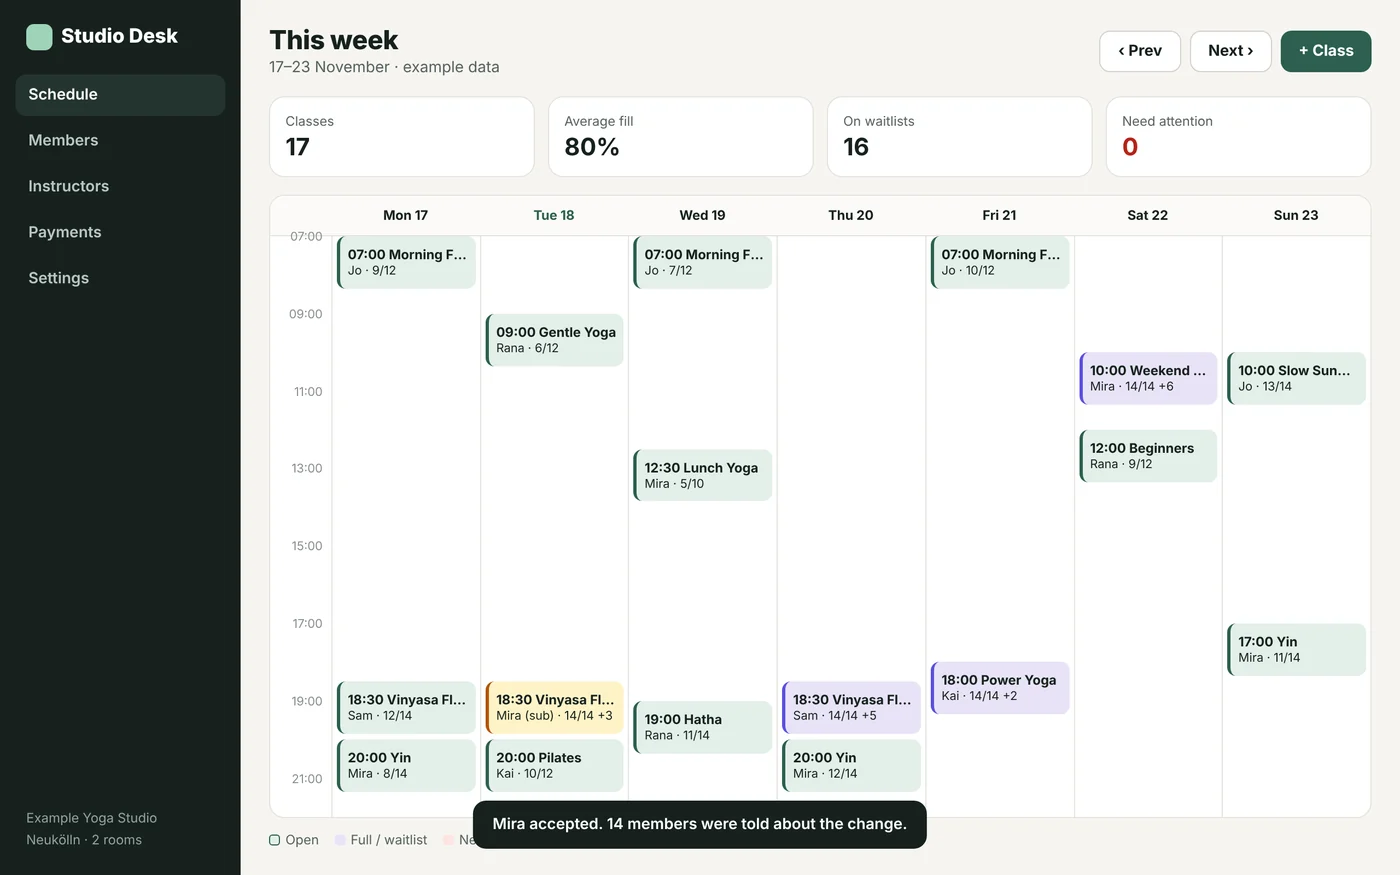 Studio Desk
Schedule
Members
Instructors
Payments
Settings
Example Yoga Studio
Neukölln · 2 rooms
This week
17–23 November · example data
‹ Prev
Next ›
+ Class
Classes
17
Average fill
80%
On waitlists
16
Need attention
0
Mon 17
Tue 18
Wed 19
Thu 20
Fri 21
Sat 22
Sun 23
07:00
09:00
11:00
13:00
15:00
17:00
19:00
21:00
07:00 Morning F...
Jo · 9/12
18:30 Vinyasa Fl...
Sam · 12/14
20:00 Yin
Mira · 8/14
09:00 Gentle Yoga
Rana · 6/12
18:30 Vinyasa Fl...
Mira (sub) · 14/14 +3
20:00 Pilates
Kai · 10/12
07:00 Morning F...
Jo · 7/12
12:30 Lunch Yoga
Mira · 5/10
19:00 Hatha
Rana · 11/14
18:30 Vinyasa Fl...
Sam · 14/14 +5
20:00 Yin
Mira · 12/14
07:00 Morning F...
Jo · 10/12
18:00 Power Yoga
Kai · 14/14 +2
10:00 Weekend ...
Mira · 14/14 +6
12:00 Beginners
Rana · 9/12
10:00 Slow Sun...
Jo · 13/14
17:00 Yin
Mira · 11/14
Open
Full / waitlist
Mira accepted. 14 members were told about the change.